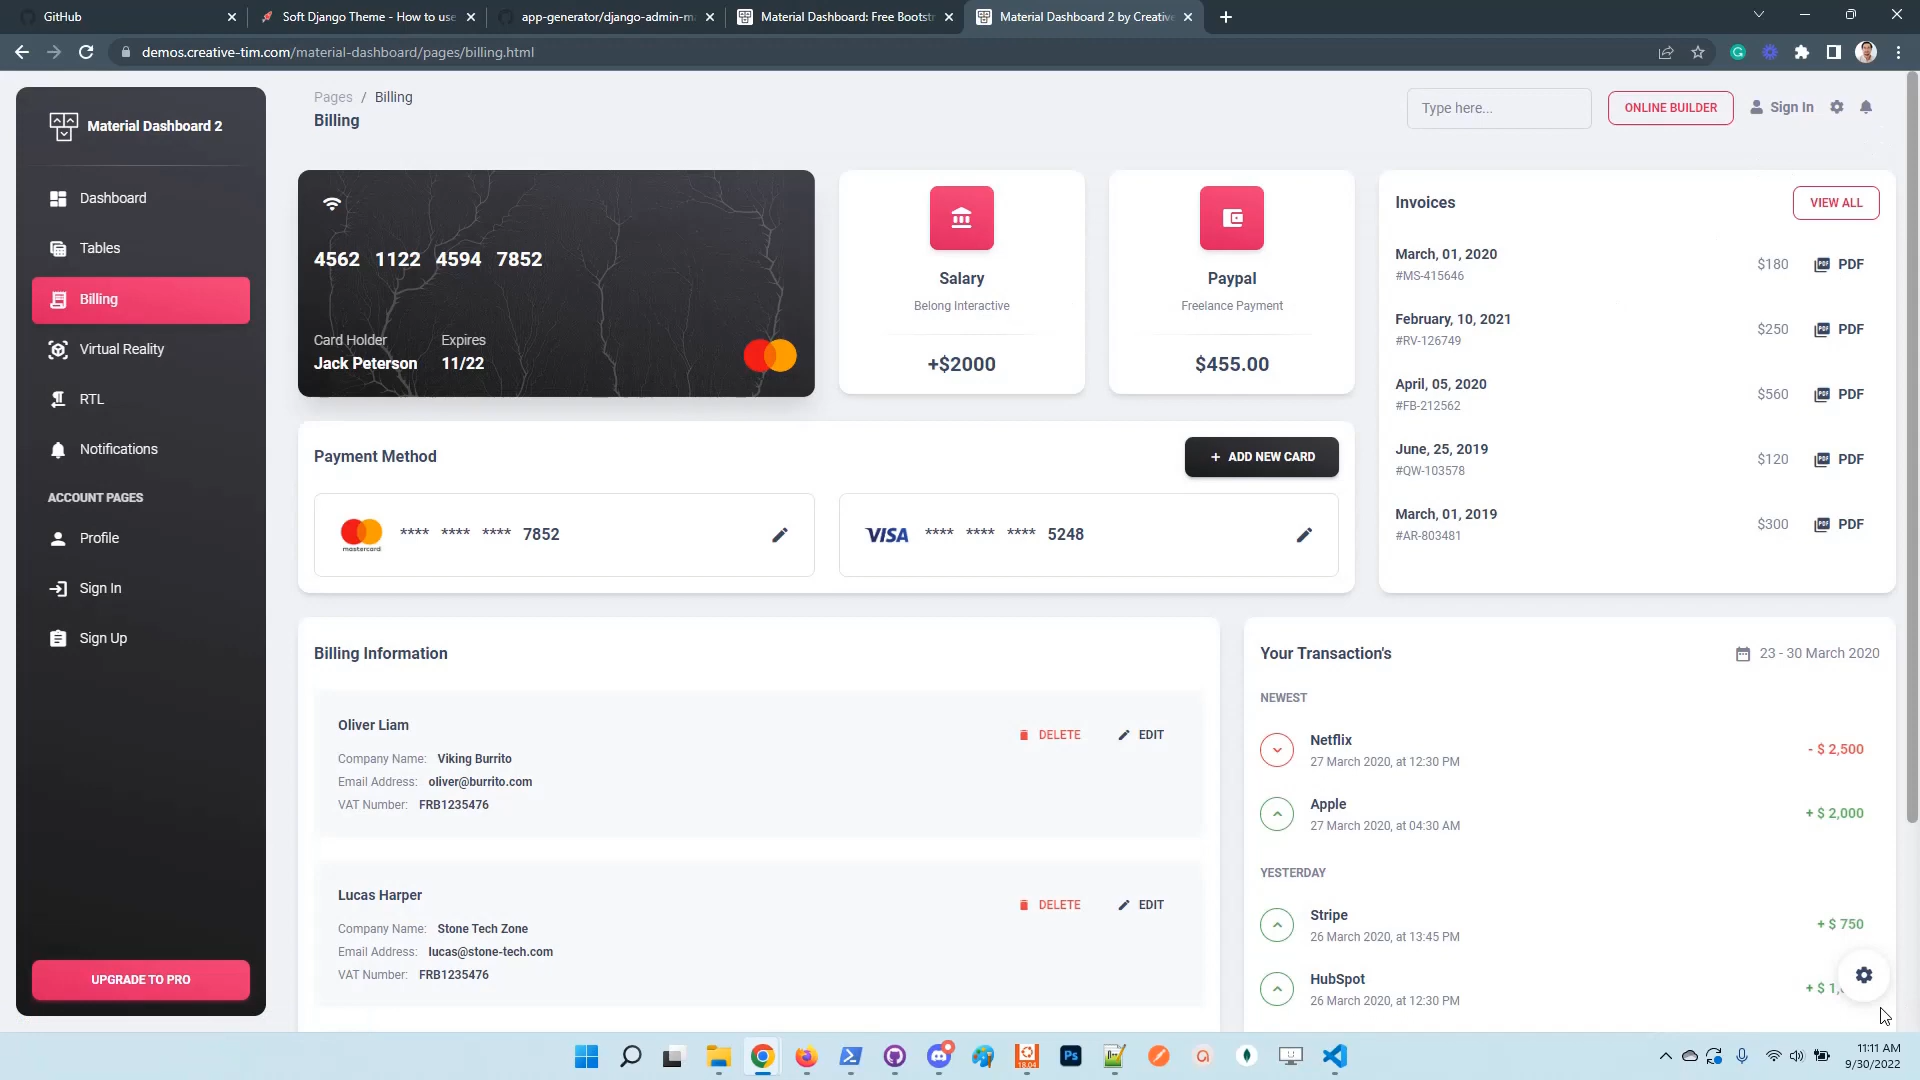 GitHub
Soft Django Theme - How to use
app-generator/django-admin-m
Material Dashboard: Free Bootstr
Material Dashboard 2 by Creative
demos.creative-tim.com/material-dashboard/pages/billing.html
Material Dashboard 2
Dashboard
Tables
Billing
Virtual Reality
RTL
Notifications
ACCOUNT PAGES
Profile
Sign In
Sign Up
UPGRADE TO PRO
Pages / Billing
Billing
Type here...
ONLINE BUILDER
Sign In
4562 1122 4594 7852
Card Holder
Jack Peterson
Expires
11/22
Salary
Belong Interactive
+$2000
Paypal
Freelance Payment
$455.00
Invoices
VIEW ALL
March, 01, 2020
#MS-415646
$180
PDF
February, 10, 2021
#RV-126749
$250
PDF
April, 05, 2020
#FB-212562
$560
PDF
June, 25, 2019
#QW-103578
$120
PDF
March, 01, 2019
#AR-803481
$300
PDF
Payment Method
+ ADD NEW CARD
mastercard
**** **** **** 7852
VISA
**** **** **** 5248
Billing Information
Oliver Liam
DELETE
EDIT
Company Name: Viking Burrito
Email Address: oliver@burrito.com
VAT Number: FRB1235476
Lucas Harper
DELETE
EDIT
Company Name: Stone Tech Zone
Email Address: lucas@stone-tech.com
VAT Number: FRB1235476
Your Transaction's
23 - 30 March 2020
NEWEST
Netflix
27 March 2020, at 12:30 PM
- $ 2,500
Apple
27 March 2020, at 04:30 AM
+ $ 2,000
YESTERDAY
Stripe
26 March 2020, at 13:45 PM
+ $ 750
HubSpot
26 March 2020, at 12:30 PM
+ $ 1,
Ps
18.04
11:11 AM
9/30/2022